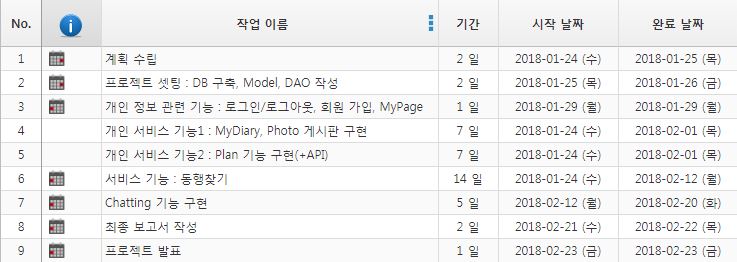 No. 작업 이름 기간 시작 날짜 완료 날짜
1 계획 수립 2 일 2018-01-24 (수) 2018-01-25 (목)
2 프로젝트 셋팅 : DB 구축, Model, DAO 작성 2 일 2018-01-25 (목) 2018-01-26 (금)
3 개인 정보 관련 기능 : 로그인/로그아웃, 회원 가입, MyPage 1 일 2018-01-29 (월) 2018-01-29 (월)
4 개인 서비스 기능1 : MyDiary, Photo 게시판 구현 7 일 2018-01-24 (수) 2018-02-01 (목)
5 개인 서비스 기능2 : Plan 기능 구현(+API) 7 일 2018-01-24 (수) 2018-02-01 (목)
6 서비스 기능 : 동행찾기 14 일 2018-01-24 (수) 2018-02-12 (월)
7 Chatting 기능 구현 5 일 2018-02-12 (월) 2018-02-20 (화)
8 최종 보고서 작성 2 일 2018-02-21 (수) 2018-02-22 (목)
9 프로젝트 발표 1 일 2018-02-23 (금) 2018-02-23 (금)